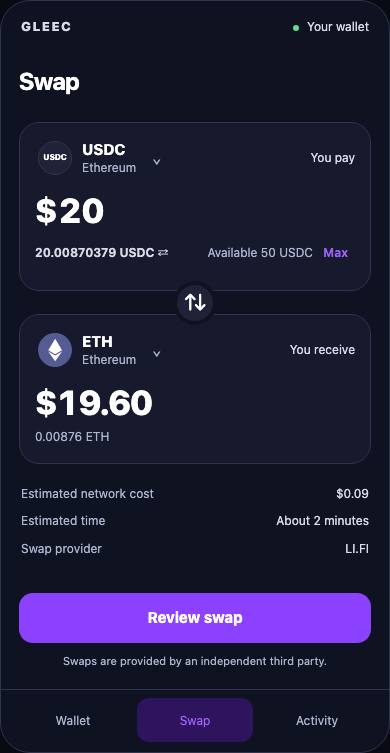 GLEEC
Your wallet
Swap
USDC
USDC
Ethereum
You pay
$20
20.00870379 USDC ⇄
Available 50 USDC Max
ETH
Ethereum
You receive
$19.60
0.00876 ETH
Estimated network cost $0.09
Estimated time About 2 minutes
Swap provider LI.FI
Review swap
Swaps are provided by an independent third party.
Wallet Swap Activity